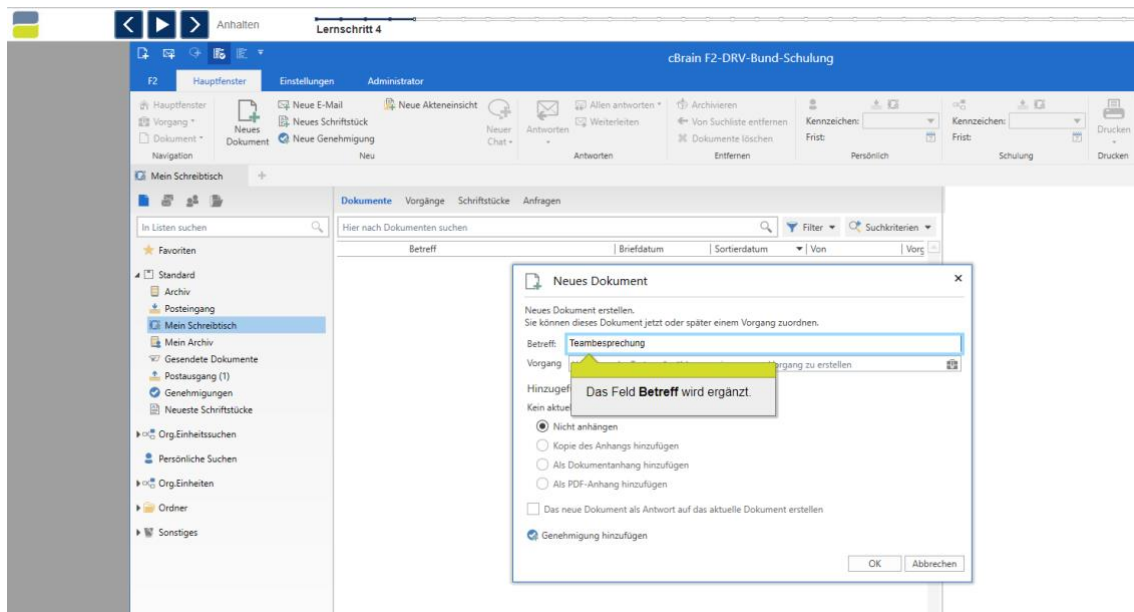 Anhalten
Lernschritt 4
cBrain F2-DRV-Bund-Schulung
F2 Hauptfenster Einstellungen Administrator
Hauptfenster
Vorgang
Dokument
Navigation
Neues Dokument
Neue E-Mail
Neues Schriftstück
Neue Genehmigung
Neue Akteneinsicht
Neuer Chat
Neu
Antworten
Allen antworten
Weiterleiten
Antworten
Archivieren
Von Suchliste entfernen
Dokumente löschen
Entfernen
Kennzeichen:
Frist:
Persönlich
Kennzeichen:
Frist:
Schulung
Drucken
Drucken
Mein Schreibtisch
Dokumente Vorgänge Schriftstücke Anfragen
In Listen suchen
Hier nach Dokumenten suchen
Filter Suchkriterien
Betreff Briefdatum Sortierdatum Von Vorg
Favoriten
Standard
Archiv
Posteingang
Mein Schreibtisch
Mein Archiv
Gesendete Dokumente
Postausgang (1)
Genehmigungen
Neueste Schriftstücke
Org.Einheitssuchen
Persönliche Suchen
Org.Einheiten
Ordner
Sonstiges
Neues Dokument
Neues Dokument erstellen.
Sie können dieses Dokument jetzt oder später einem Vorgang zuordnen.
Betreff: Teambesprechung
Vorgang
zu erstellen
Das Feld Betreff wird ergänzt.
Nicht anhängen
Kopie des Anhangs hinzufügen
Als Dokumentanhang hinzufügen
Als PDF-Anhang hinzufügen
Das neue Dokument als Antwort auf das aktuelle Dokument erstellen
Genehmigung hinzufügen
OK Abbrechen